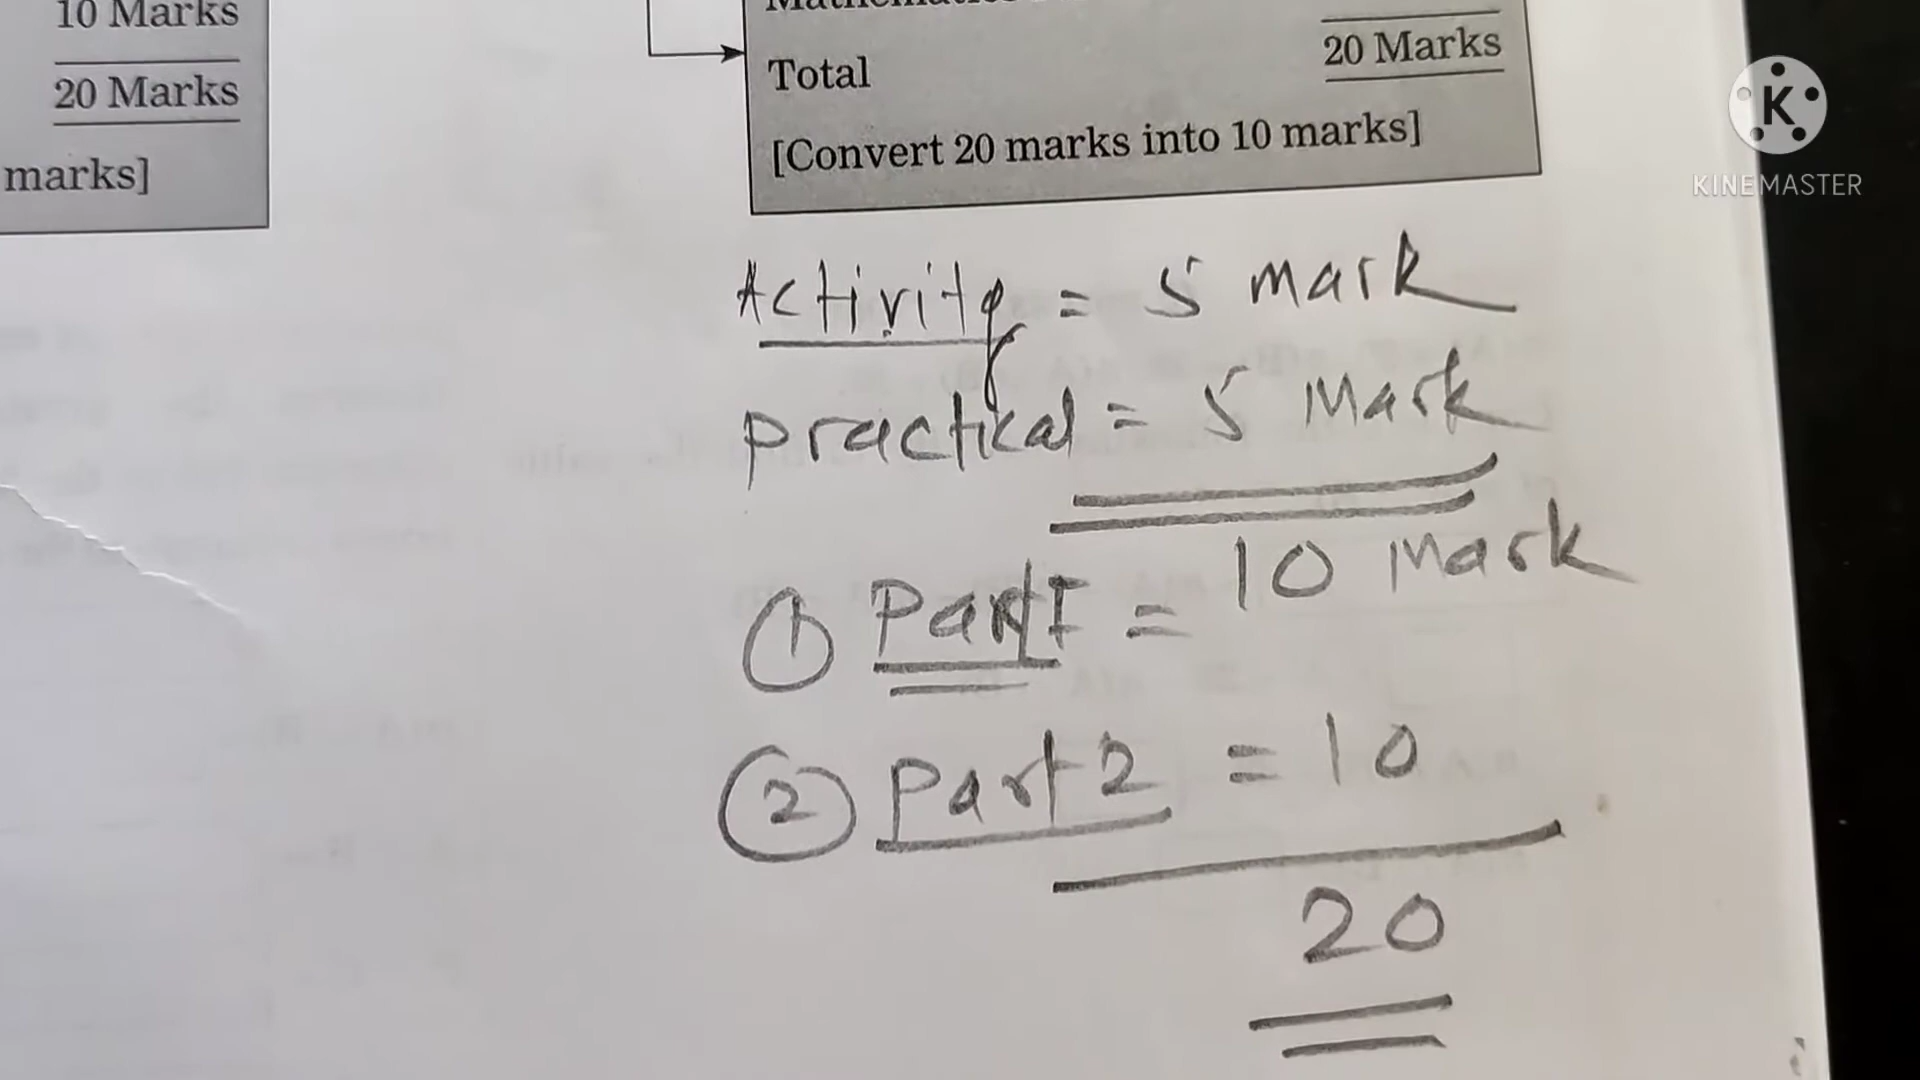 10 Marks
20 Marks
marks]
Total
20 Marks
[Convert 20 marks into 10 marks]
K
KINEMASTER
Activity = 5 mark
practical = 5 Mark
① Part I = 10 Mark
② Part 2 = 10
20